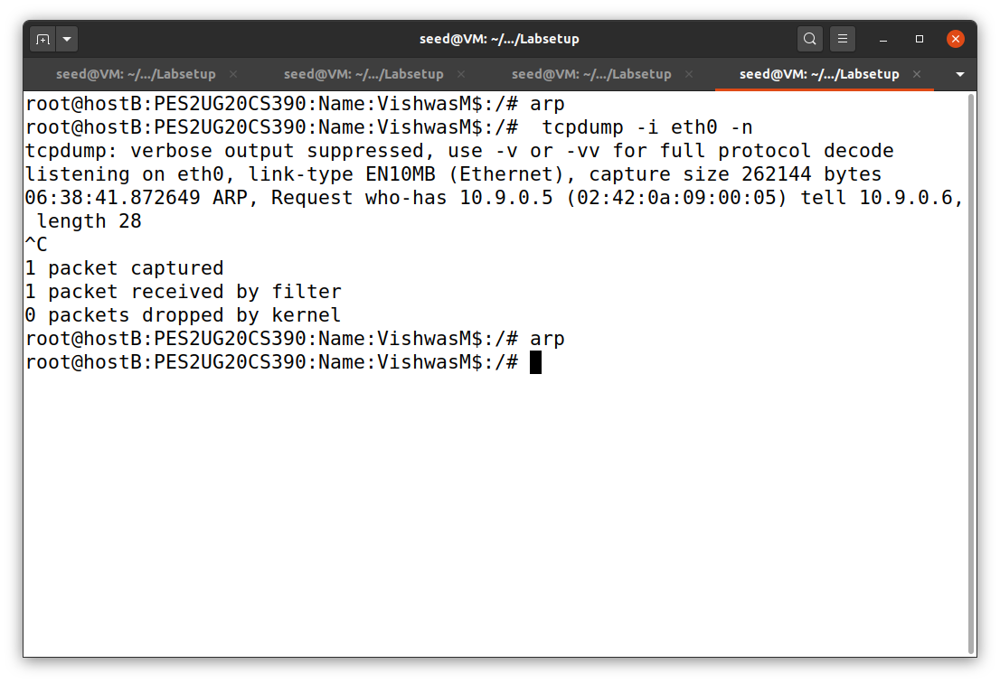 seed@VM: ~/.../Labsetup
seed@VM: ~/.../Labsetup × seed@VM: ~/.../Labsetup × seed@VM: ~/.../Labsetup × seed@VM: ~/.../Labsetup ×
root@hostB:PES2UG20CS390:Name:VishwasM$:/# arp
root@hostB:PES2UG20CS390:Name:VishwasM$:/#  tcpdump -i eth0 -n
tcpdump: verbose output suppressed, use -v or -vv for full protocol decode
listening on eth0, link-type EN10MB (Ethernet), capture size 262144 bytes
06:38:41.872649 ARP, Request who-has 10.9.0.5 (02:42:0a:09:00:05) tell 10.9.0.6,
 length 28
^C
1 packet captured
1 packet received by filter
0 packets dropped by kernel
root@hostB:PES2UG20CS390:Name:VishwasM$:/# arp
root@hostB:PES2UG20CS390:Name:VishwasM$:/#